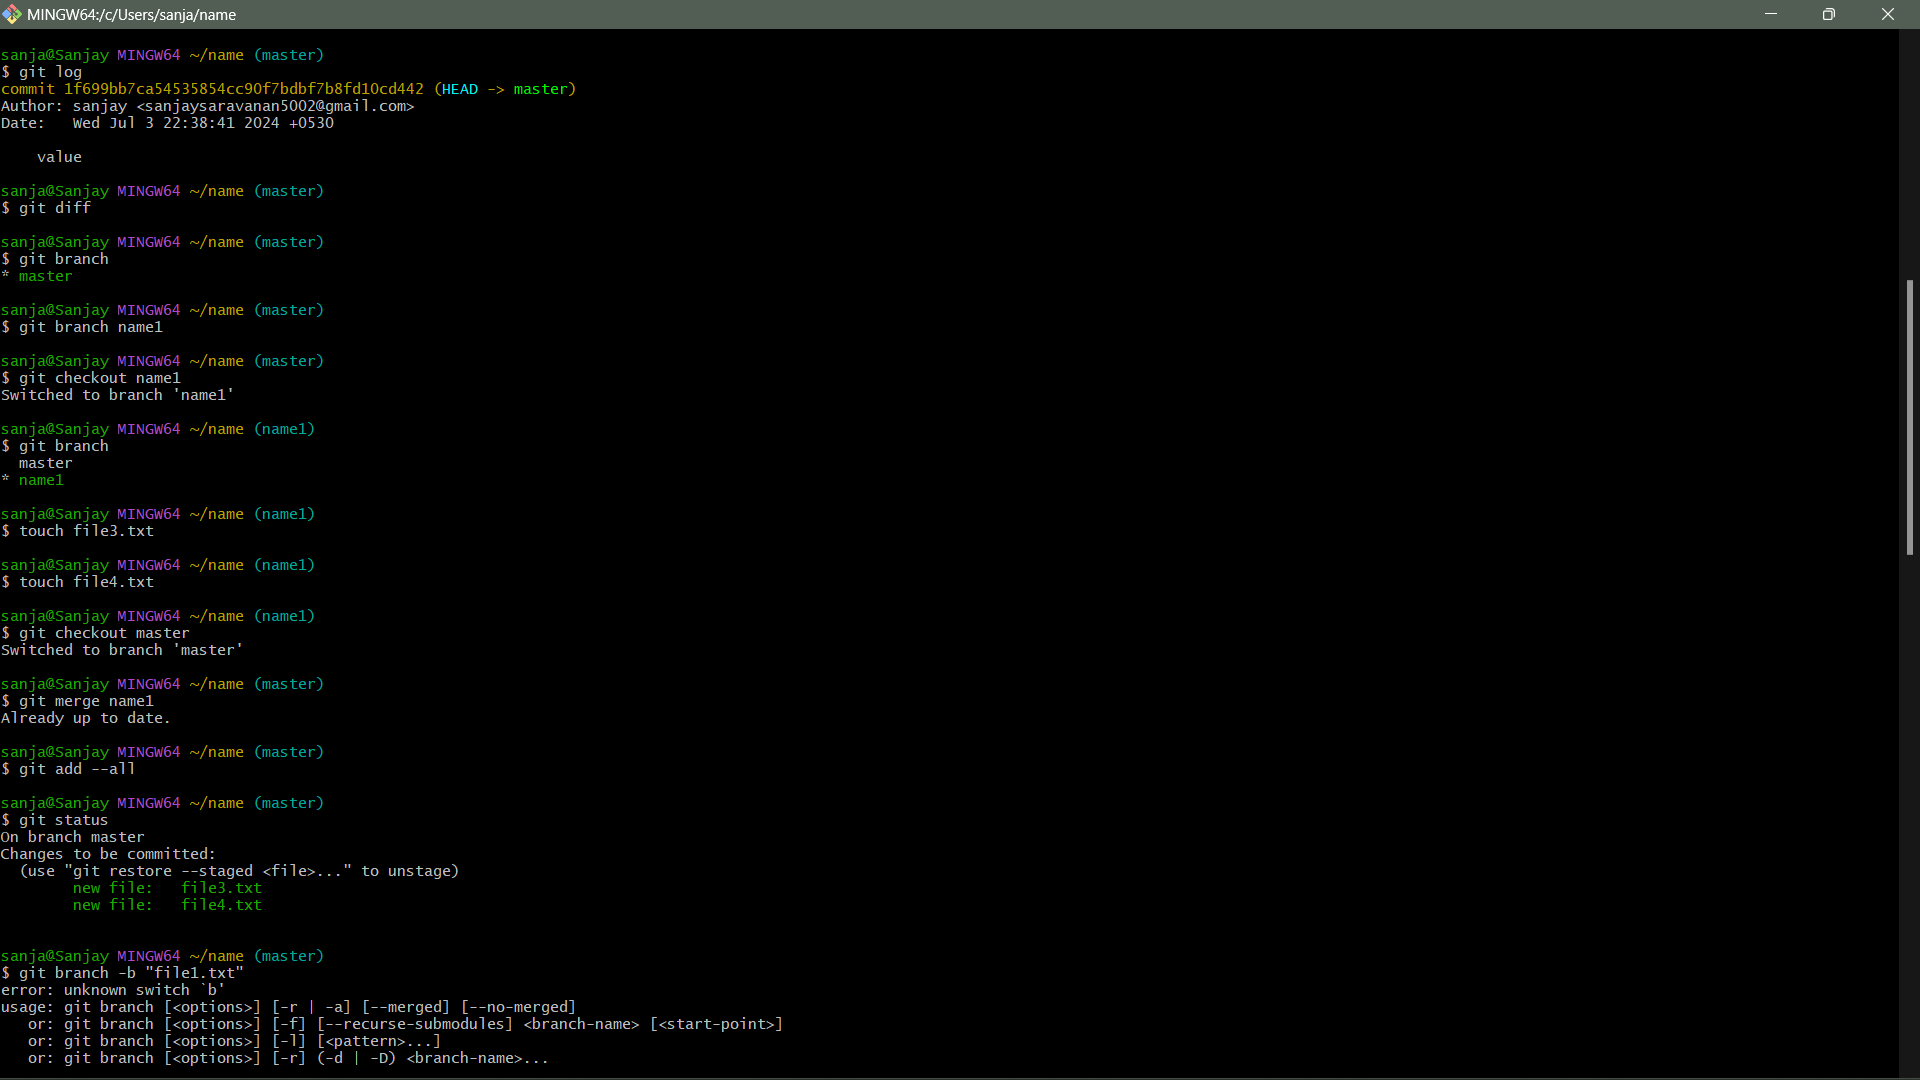 MINGW64:/c/Users/sanja/name
sanja@Sanjay MINGW64 ~/name (master)
$ git log
commit 1f699bb7ca54535854cc90f7bdbf7b8fd10cd442 (HEAD -> master)
Author: sanjay <sanjaysaravanan5002@gmail.com>
Date:   Wed Jul 3 22:38:41 2024 +0530
    value
sanja@Sanjay MINGW64 ~/name (master)
$ git diff
sanja@Sanjay MINGW64 ~/name (master)
$ git branch
* master
sanja@Sanjay MINGW64 ~/name (master)
$ git branch name1
sanja@Sanjay MINGW64 ~/name (master)
$ git checkout name1
Switched to branch 'name1'
sanja@Sanjay MINGW64 ~/name (name1)
$ git branch
  master
* name1
sanja@Sanjay MINGW64 ~/name (name1)
$ touch file3.txt
sanja@Sanjay MINGW64 ~/name (name1)
$ touch file4.txt
sanja@Sanjay MINGW64 ~/name (name1)
$ git checkout master
Switched to branch 'master'
sanja@Sanjay MINGW64 ~/name (master)
$ git merge name1
Already up to date.
sanja@Sanjay MINGW64 ~/name (master)
$ git add --all
sanja@Sanjay MINGW64 ~/name (master)
$ git status
On branch master
Changes to be committed:
  (use "git restore --staged <file>..." to unstage)
        new file:   file3.txt
        new file:   file4.txt
sanja@Sanjay MINGW64 ~/name (master)
$ git branch -b "file1.txt"
error: unknown switch `b'
usage: git branch [<options>] [-r | -a] [--merged] [--no-merged]
   or: git branch [<options>] [-f] [--recurse-submodules] <branch-name> [<start-point>]
   or: git branch [<options>] [-l] [<pattern>...]
   or: git branch [<options>] [-r] (-d | -D) <branch-name>...